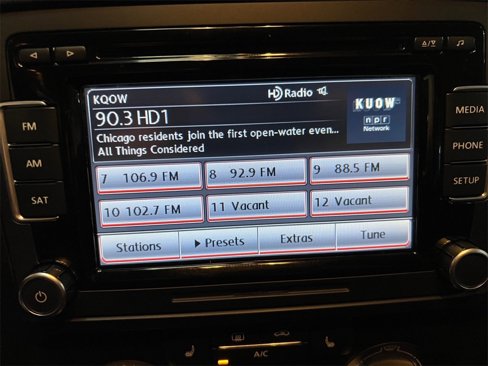 KQOW
HD Radio
90.3 HD1
Chicago residents join the first open-water even...
All Things Considered
KUOW
npr
Network
7 106.9 FM
8 92.9 FM
9 88.5 FM
10 102.7 FM
11 Vacant
12 Vacant
Stations
Presets
Extras
Tune
FM
AM
SAT
MEDIA
PHONE
SETUP
A/C